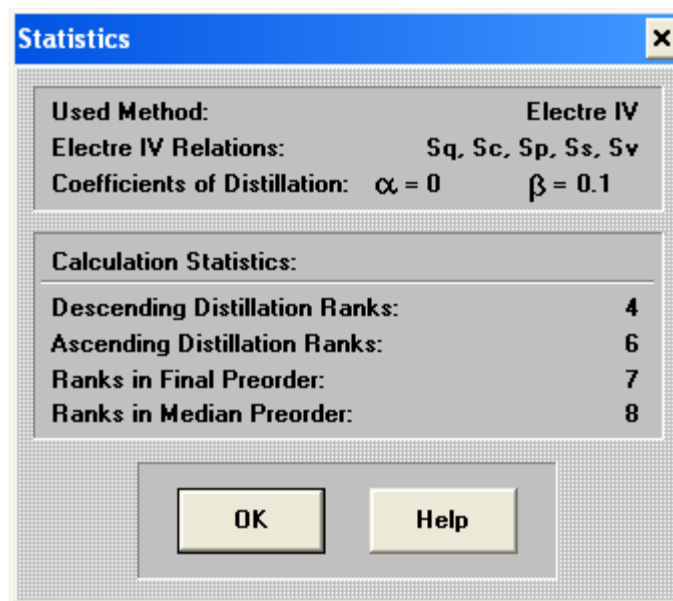 Statistics
Used Method: Electre IV
Electre IV Relations: Sq, Sc, Sp, Ss, Sv
Coefficients of Distillation: α = 0 β = 0.1
Calculation Statistics:
Descending Distillation Ranks: 4
Ascending Distillation Ranks: 6
Ranks in Final Preorder: 7
Ranks in Median Preorder: 8
OK Help